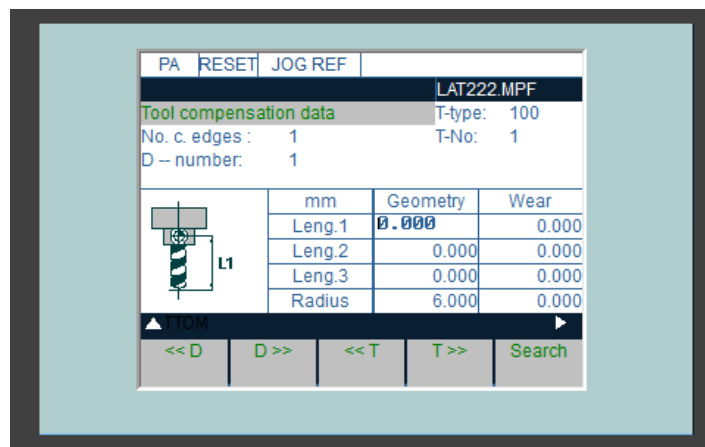 PA RESET JOG REF
LAT222.MPF
Tool compensation data T-type: 100
No. c. edges : 1 T-No: 1
D -- number: 1
mm Geometry Wear
Leng.1 0.000 0.000
Leng.2 0.000 0.000
L1
Leng.3 0.000 0.000
Radius 6.000 0.000
TTOM
<< D D >> << T T >> Search